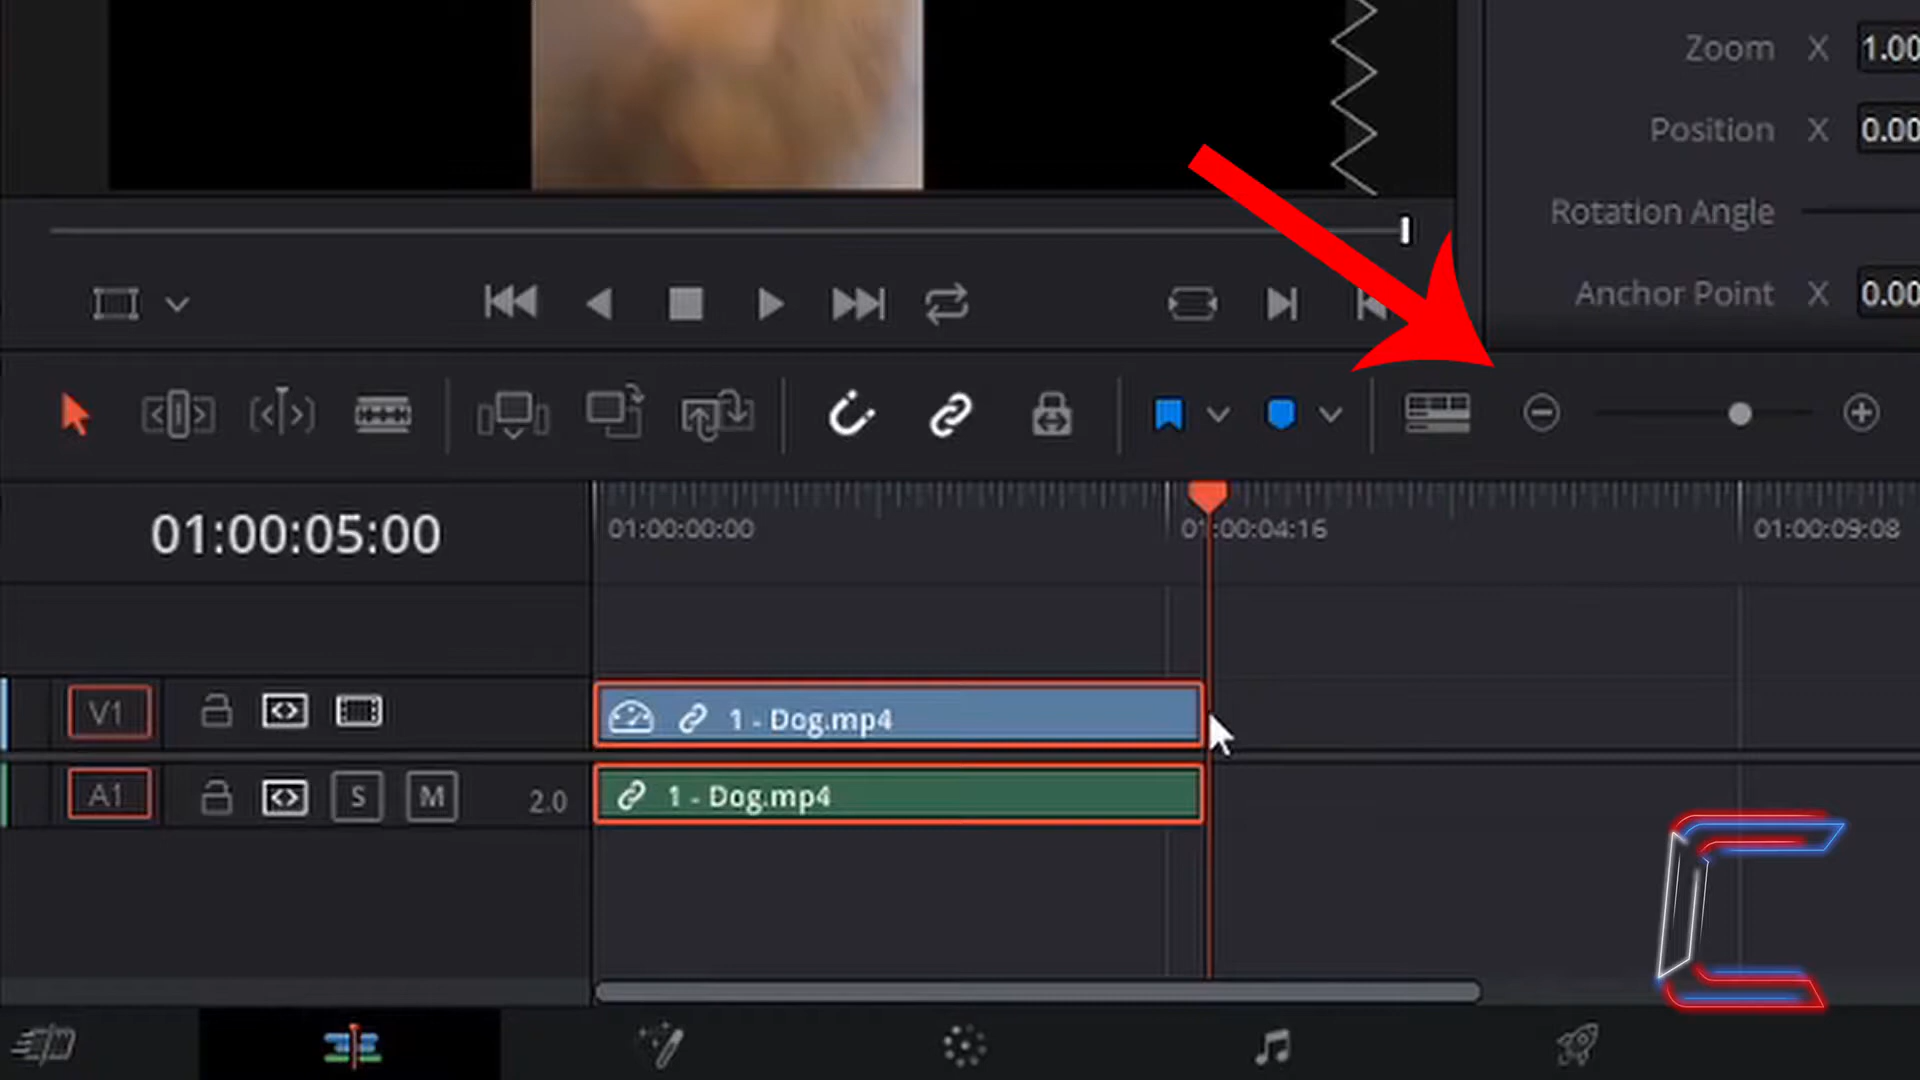 Zoom X 1.00
Position X 0.00
Rotation Angle
Anchor Point X 0.00
01:00:05:00
01:00:00:00
01:00:04:16
01:00:09:08
V1
1 - Dog.mp4
A1
S
M
2.0
1 - Dog.mp4